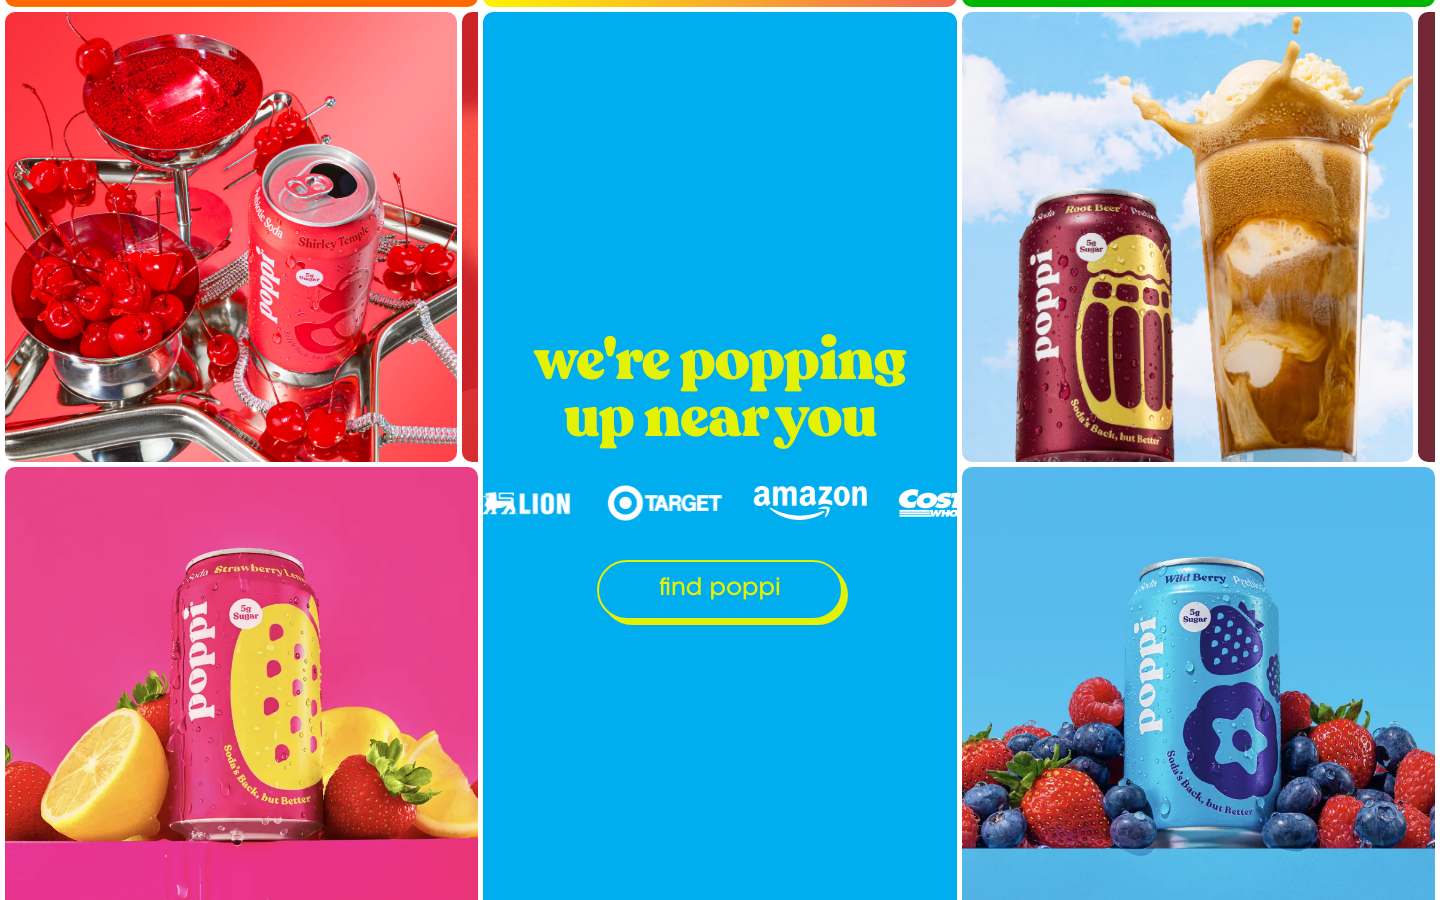 Shirley Temple
5g
Sugar
poppi
we're popping
up near you
LION
TARGET
amazon
find poppi
Root Beer
5g
Sugar
poppi
Soda's Back, but Better
Soda
Strawberry
5g
Sugar
poppi
Soda's Back, but Better
Wild Berry
5g
Sugar
poppi
Soda's Back, but Better